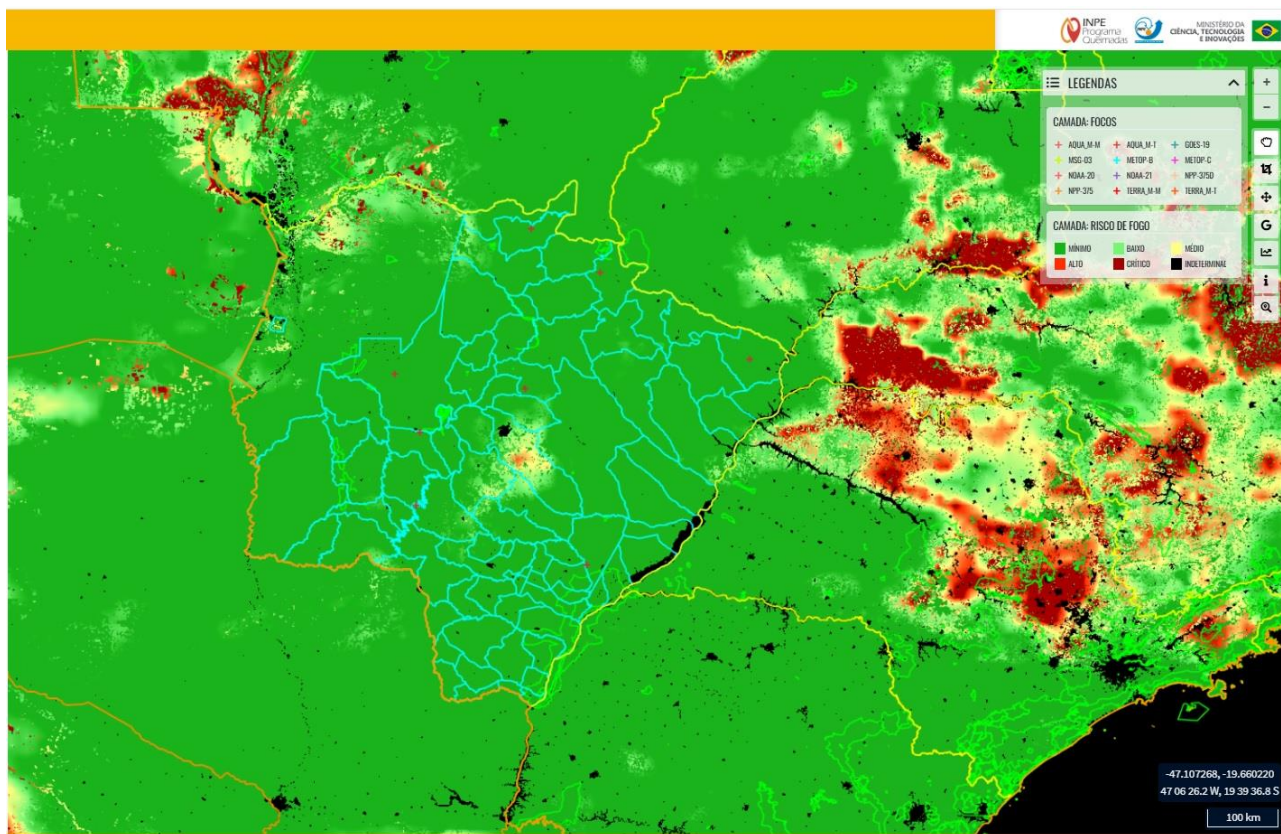 INPE
Programa
Queimadas
MINISTÉRIO DA
CIÊNCIA, TECNOLOGIA
E INOVAÇÕES
LEGENDAS
CAMADA: FOCOS
AQUA_M-M
AQUA_M-T
GOES-19
MSG-03
METOP-B
METOP-C
NOAA-20
NOAA-21
NPP-375D
NPP-375
TERRA_M-M
TERRA_M-T
CAMADA: RISCO DE FOGO
MÍNIMO
BAIXO
MÉDIO
ALTO
CRÍTICO
INDETERMINAD
+
−
G
i
-47.107268, -19.660220
47 06 26.2 W, 19 39 36.8 S
100 km